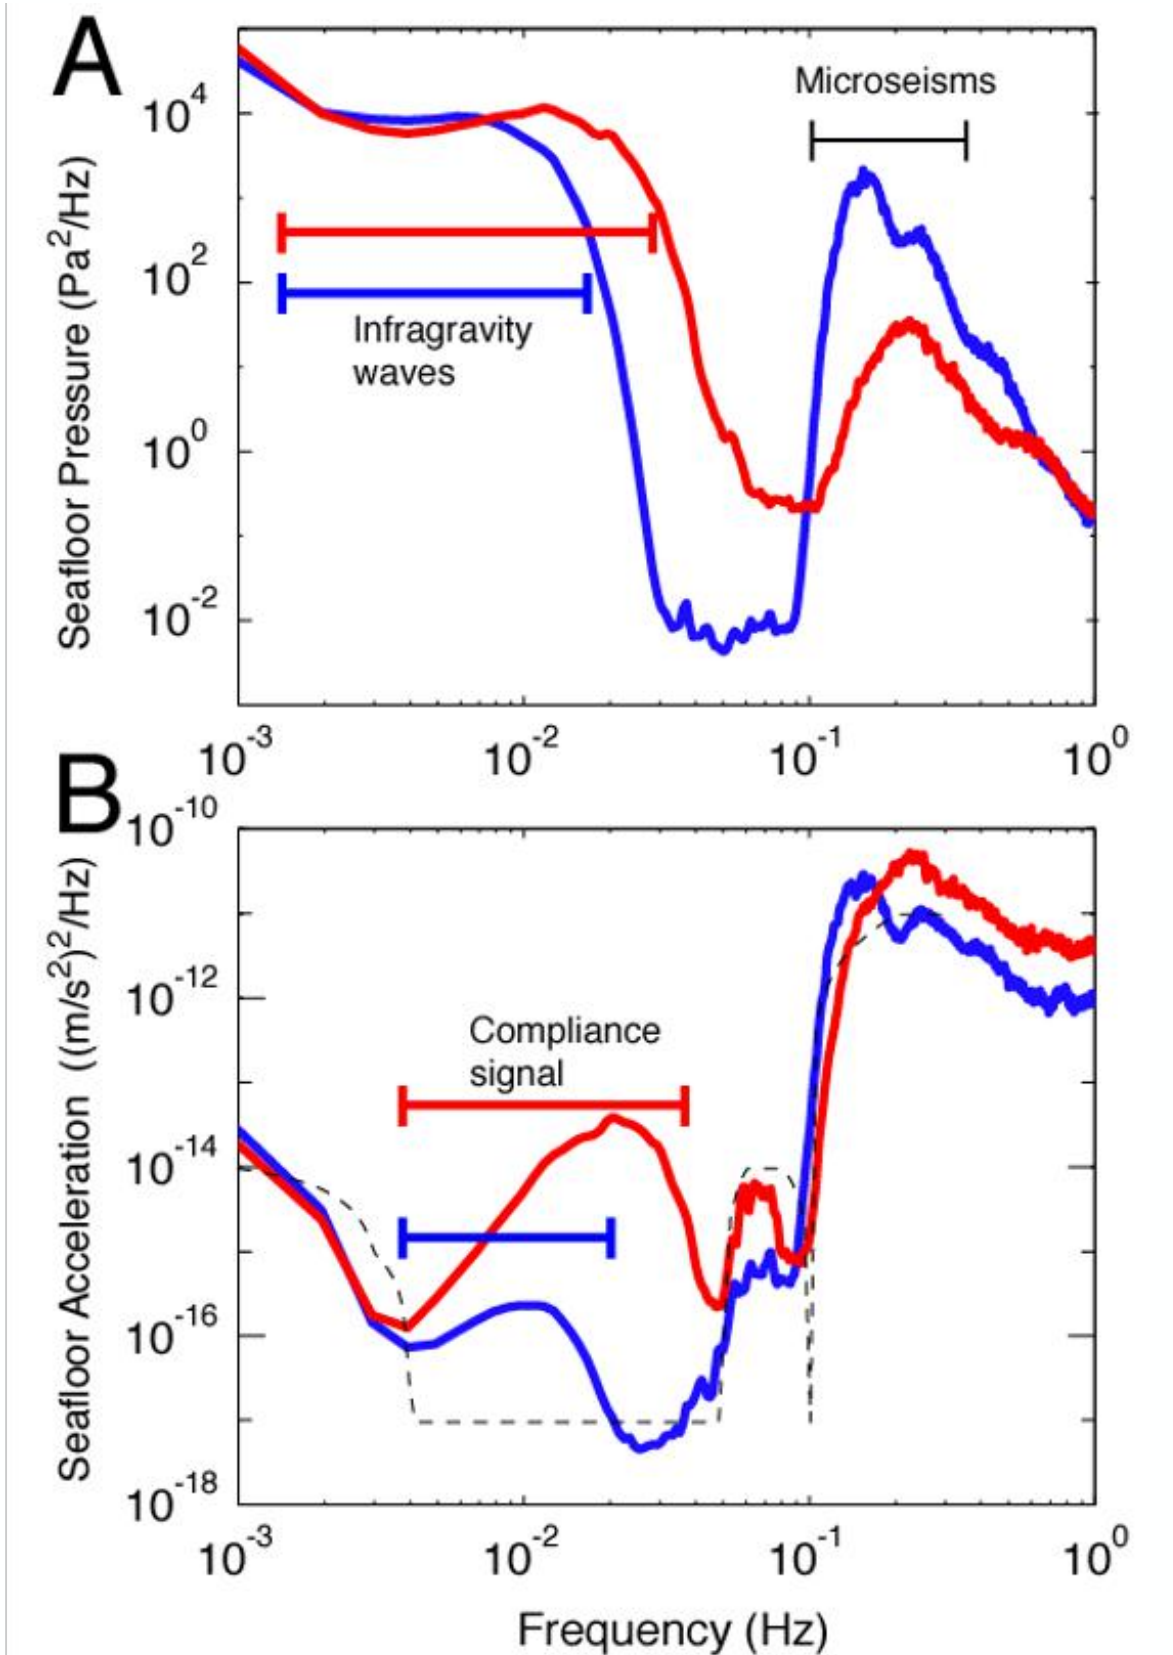 A
Microseisms
10^4
10^2
10^0
10^-2
Seafloor Pressure (Pa^2/Hz)
Infragravity
waves
10^-3 10^-2 10^-1 10^0
B
10^-10
10^-12
10^-14
10^-16
10^-18
Seafloor Acceleration ((m/s^2)^2/Hz)
Compliance
signal
10^-3 10^-2 10^-1 10^0
Frequency (Hz)